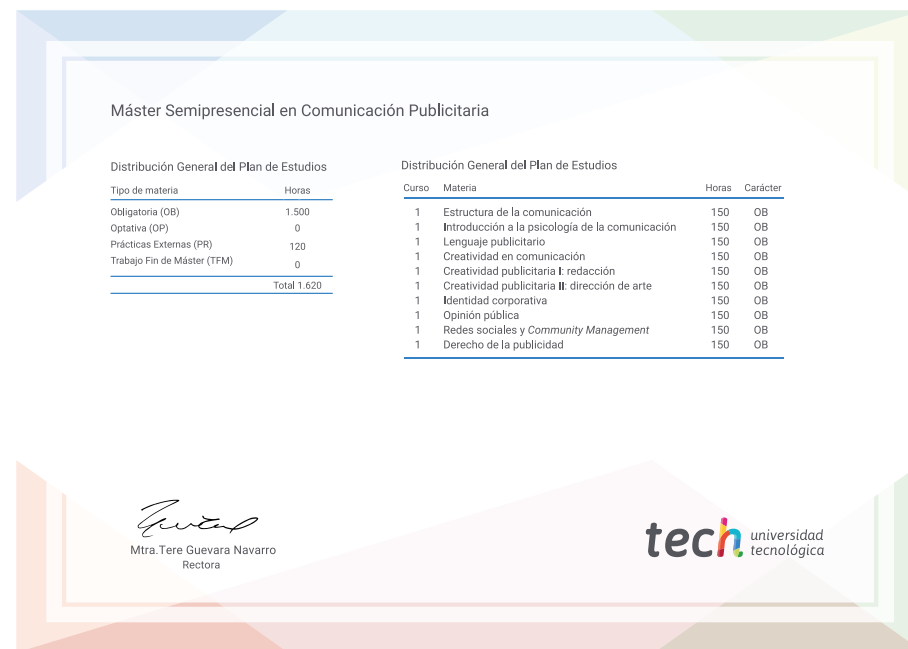 Máster Semipresencial en Comunicación Publicitaria
Distribución General del Plan de Estudios
Tipo de materia Horas
Obligatoria (OB) 1.500
Optativa (OP) 0
Prácticas Externas (PR) 120
Trabajo Fin de Máster (TFM) 0
Total 1.620
Distribución General del Plan de Estudios
Curso Materia Horas Carácter
1 Estructura de la comunicación 150 OB
1 Introducción a la psicología de la comunicación 150 OB
1 Lenguaje publicitario 150 OB
1 Creatividad en comunicación 150 OB
1 Creatividad publicitaria I: redacción 150 OB
1 Creatividad publicitaria II: dirección de arte 150 OB
1 Identidad corporativa 150 OB
1 Opinión pública 150 OB
1 Redes sociales y Community Management 150 OB
1 Derecho de la publicidad 150 OB
Mtra.Tere Guevara Navarro
Rectora
tech universidad
tecnológica